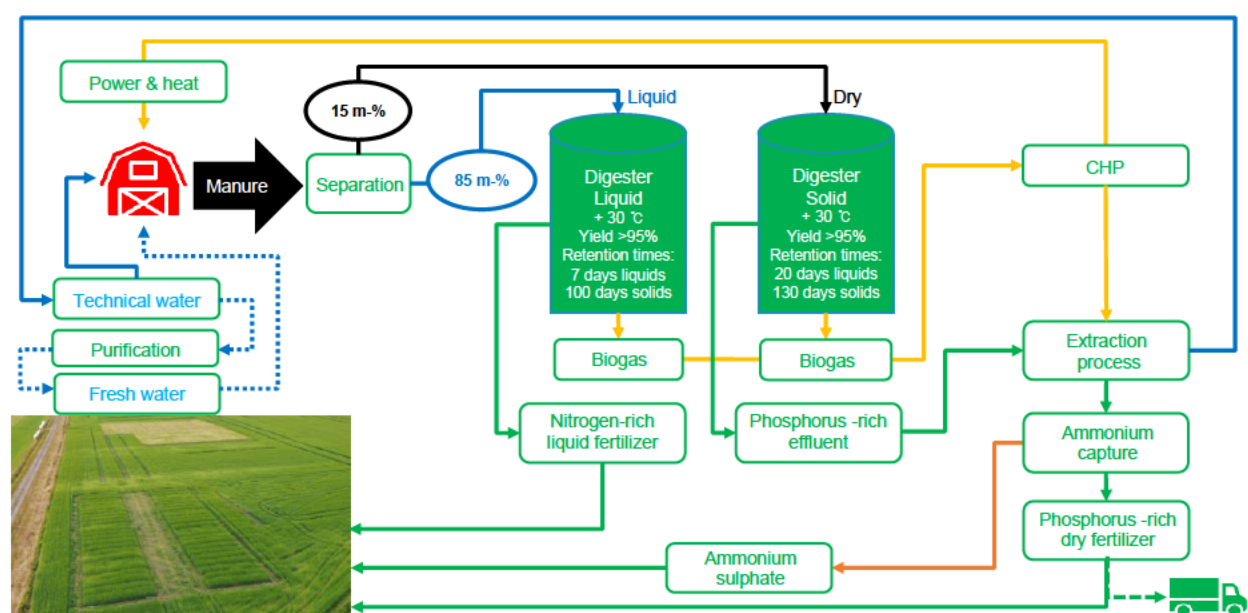 Power & heat
15 m-%
Liquid
Dry
Manure
Separation
85 m-%
Digester
Liquid
+ 30 ℃
Yield >95%
Retention times:
7 days liquids
100 days solids
Digester
Solid
+ 30 ℃
Yield >95%
Retention times:
20 days liquids
130 days solids
CHP
Technical water
Purification
Fresh water
Biogas
Biogas
Extraction
process
Nitrogen-rich
liquid fertilizer
Phosphorus -rich
effluent
Ammonium
capture
Phosphorus -rich
dry fertilizer
Ammonium
sulphate